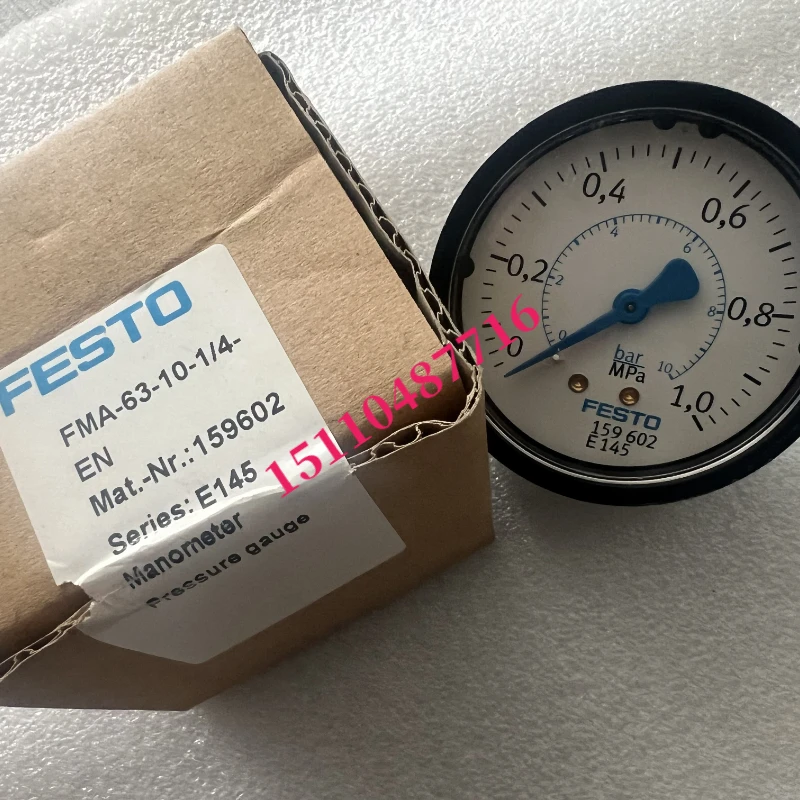 FESTO
FMA-63-10-1/4-
EN
Mat.-Nr.:159602
Series: E145
Manometer
Pressure gauge
15110487716
0
0,2
0,4
0,6
0,8
1,0
0
2
4
6
8
10
bar
MPa
FESTO
159 602
E145